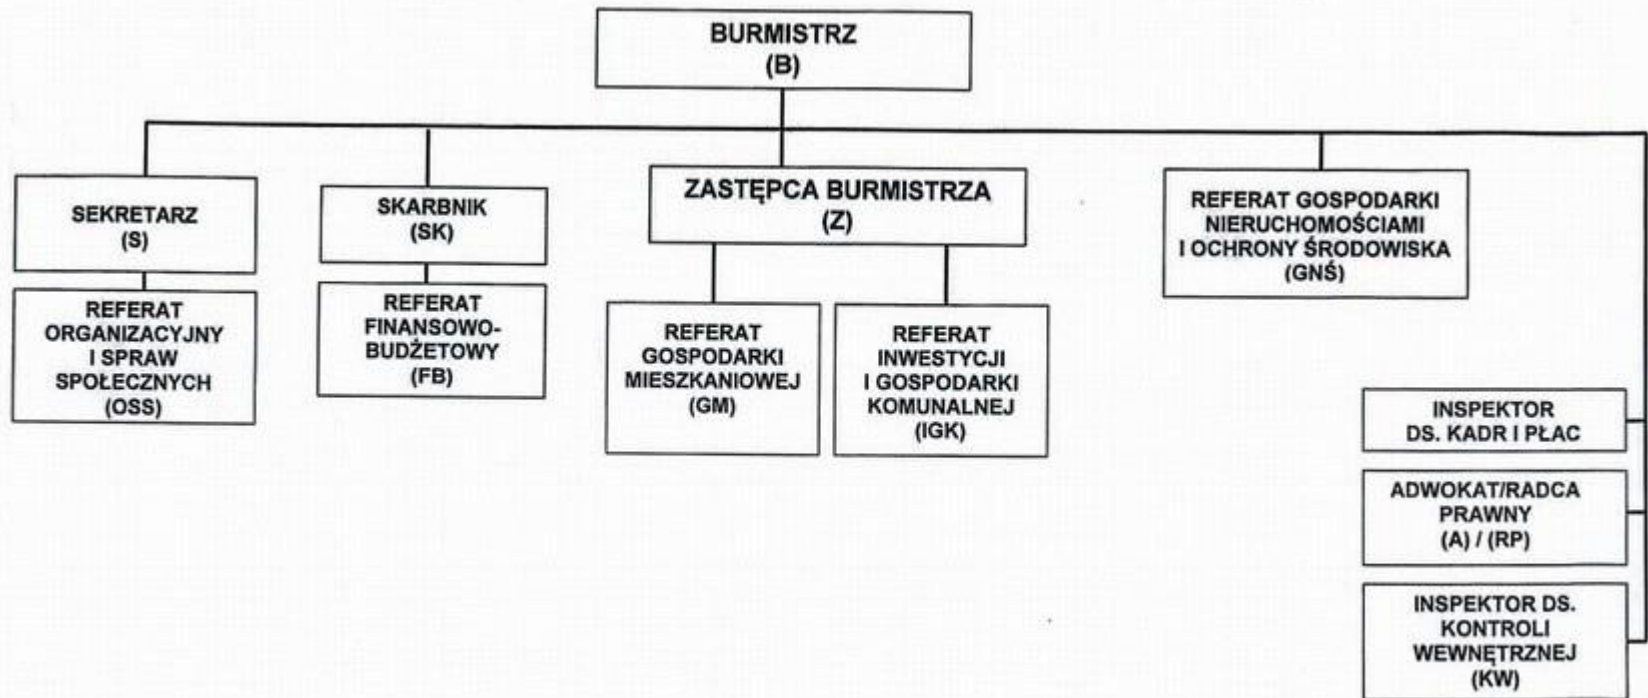 BURMISTRZ
(B)
SEKRETARZ
(S)
SKARBNIK
(SK)
ZASTĘPCA BURMISTRZA
(Z)
REFERAT GOSPODARKI
NIERUCHOMOŚCIAMI
I OCHRONY ŚRODOWISKA
(GNŚ)
REFERAT
ORGANIZACYJNY
I SPRAW
SPOŁECZNYCH
(OSS)
REFERAT
FINANSOWO-
BUDŻETOWY
(FB)
REFERAT
GOSPODARKI
MIESZKANIOWEJ
(GM)
REFERAT
INWESTYCJI
I GOSPODARKI
KOMUNALNEJ
(IGK)
INSPEKTOR
DS. KADR I PŁAC
ADWOKAT/RADCA
PRAWNY
(A) / (RP)
INSPEKTOR DS.
KONTROLI
WEWNĘTRZNEJ
(KW)